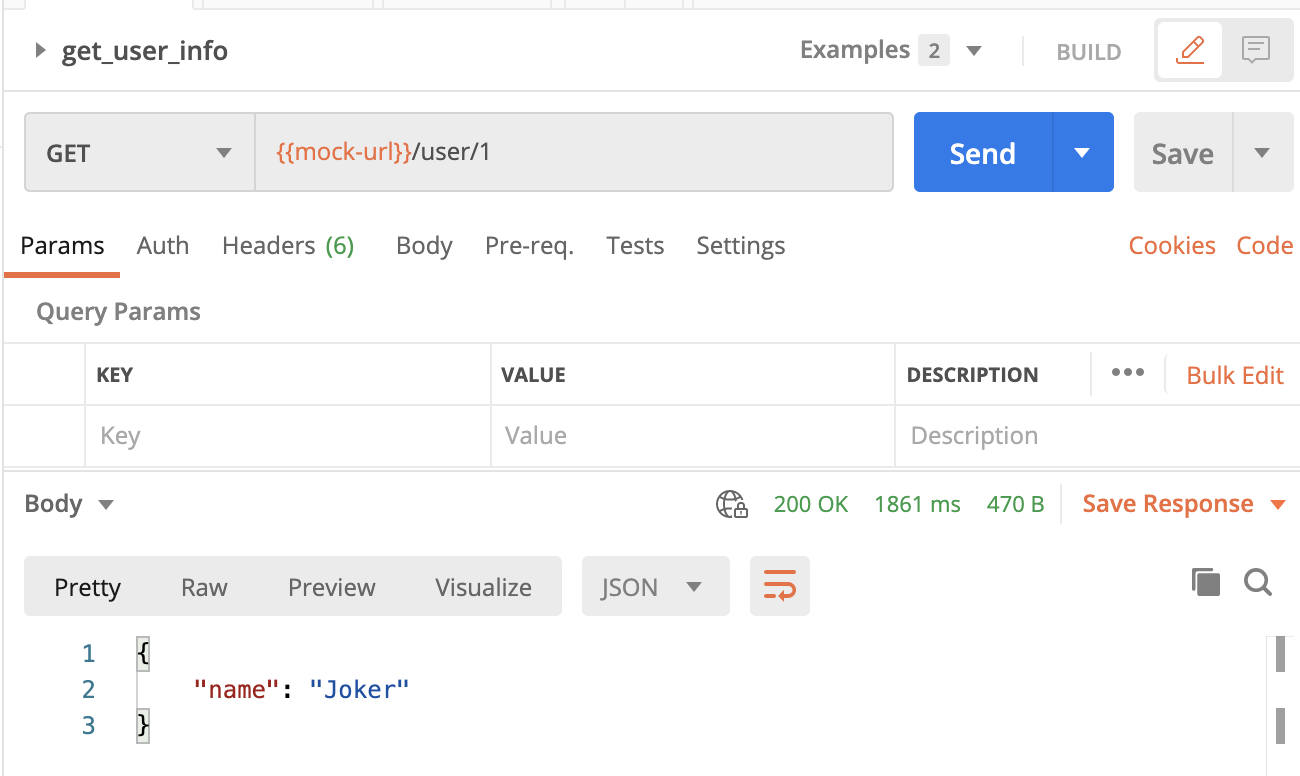 get_user_info Examples 2 BUILD
GET {{mock-url}}/user/1 Send Save
Params Auth Headers (6) Body Pre-req. Tests Settings Cookies Code
Query Params
KEY VALUE DESCRIPTION ••• Bulk Edit
Key Value Description
Body 200 OK 1861 ms 470 B Save Response
Pretty Raw Preview Visualize JSON
1 {
2 "name": "Joker"
3 }